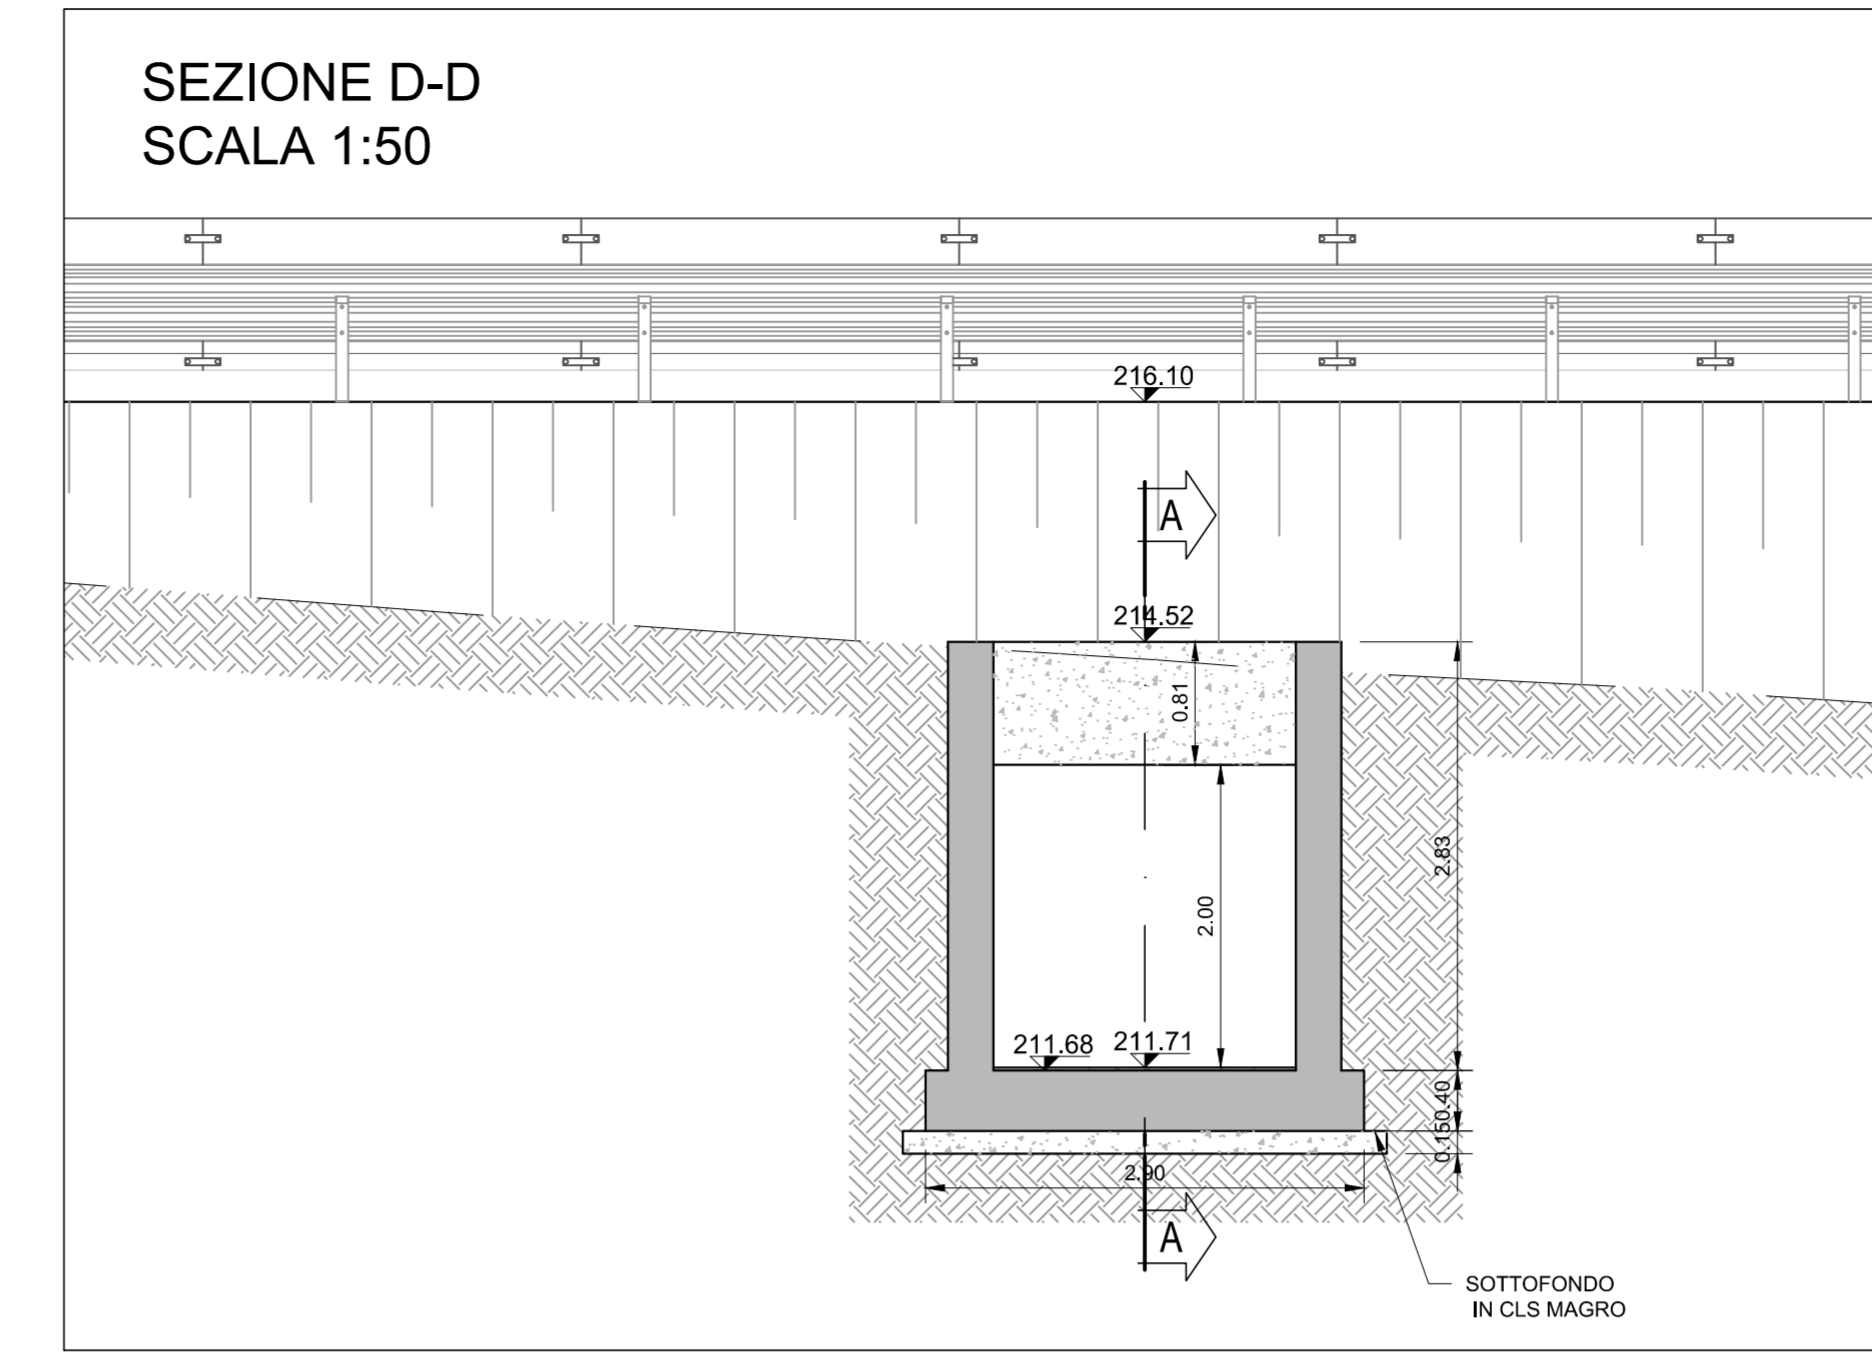 SEZIONE D-D
SCALA 1:50
216.10
A
214.52
0.81
2.83
2.00
211.68 211.71
0.40
0.15
2.90
A
SOTTOFONDO
IN CLS MAGRO